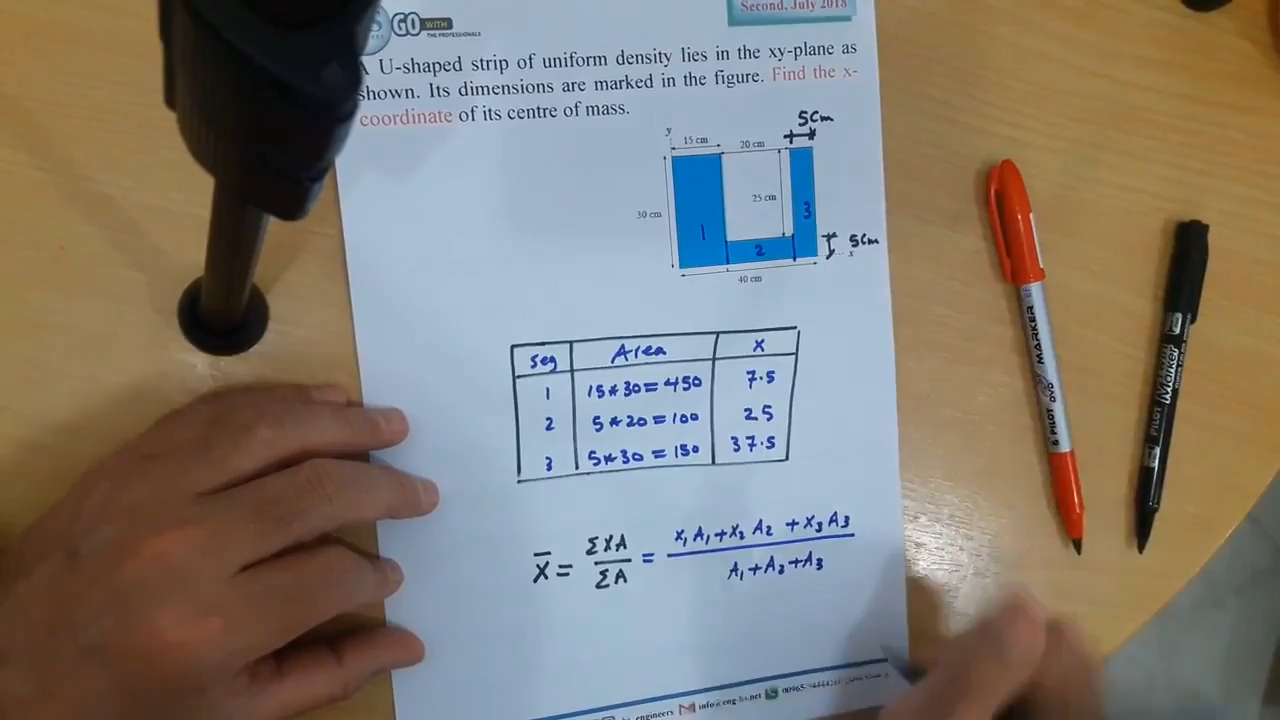 GO WITH
THE PROFESSIONALS
Second, July 2018
U-shaped strip of uniform density lies in the xy-plane as
shown. Its dimensions are marked in the figure. Find the x-
coordinate of its centre of mass.
5cm
y
15 cm
20 cm
25 cm
30 cm
1
2
3
5cm
x
40 cm
seg Area X
1 15*30=450 7.5
2 5*20=100 25
3 5*30=150 37.5
X̄ = ΣXA / ΣA = X₁A₁+X₂A₂+X₃A₃ / A₁+A₂+A₃
engineers info@eng-hs.net
PILOT MARKER
PILOT Marker